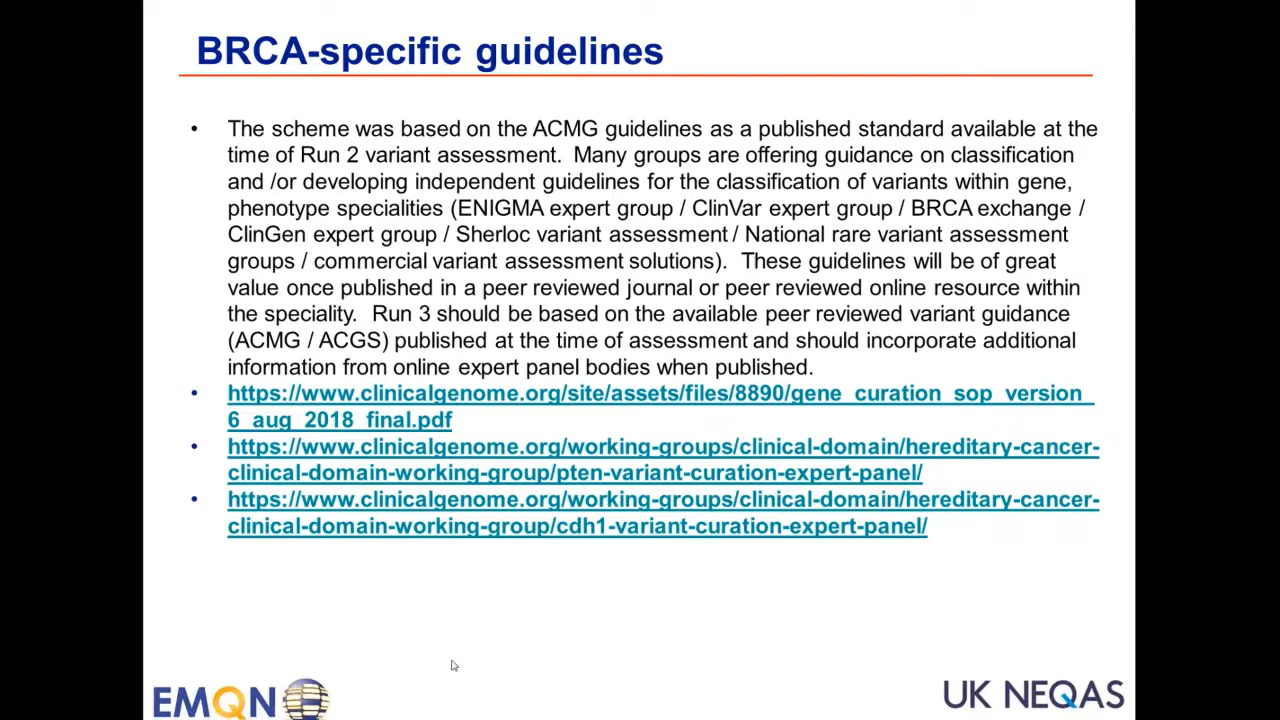 BRCA-specific guidelines
• The scheme was based on the ACMG guidelines as a published standard available at the
time of Run 2 variant assessment.  Many groups are offering guidance on classification
and /or developing independent guidelines for the classification of variants within gene,
phenotype specialities (ENIGMA expert group / ClinVar expert group / BRCA exchange /
ClinGen expert group / Sherloc variant assessment / National rare variant assessment
groups / commercial variant assessment solutions).  These guidelines will be of great
value once published in a peer reviewed journal or peer reviewed online resource within
the speciality.  Run 3 should be based on the available peer reviewed variant guidance
(ACMG / ACGS) published at the time of assessment and should incorporate additional
information from online expert panel bodies when published.
• https://www.clinicalgenome.org/site/assets/files/8890/gene_curation_sop_version_
6_aug_2018_final.pdf
• https://www.clinicalgenome.org/working-groups/clinical-domain/hereditary-cancer-
clinical-domain-working-group/pten-variant-curation-expert-panel/
• https://www.clinicalgenome.org/working-groups/clinical-domain/hereditary-cancer-
clinical-domain-working-group/cdh1-variant-curation-expert-panel/
EMQN
UK NEQAS